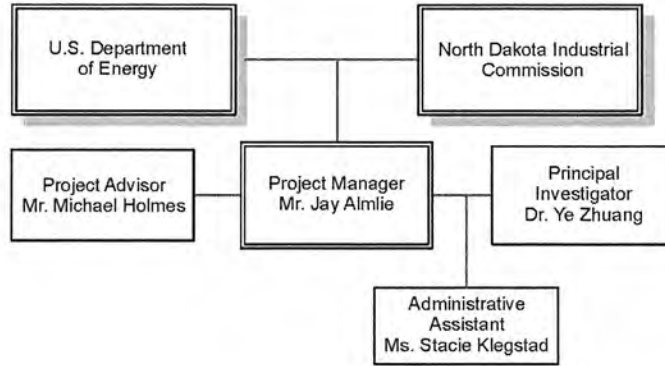 U.S. Department
of Energy
North Dakota Industrial
Commission
Project Advisor
Mr. Michael Holmes
Project Manager
Mr. Jay Almlie
Principal
Investigator
Dr. Ye Zhuang
Administrative
Assistant
Ms. Stacie Klegstad